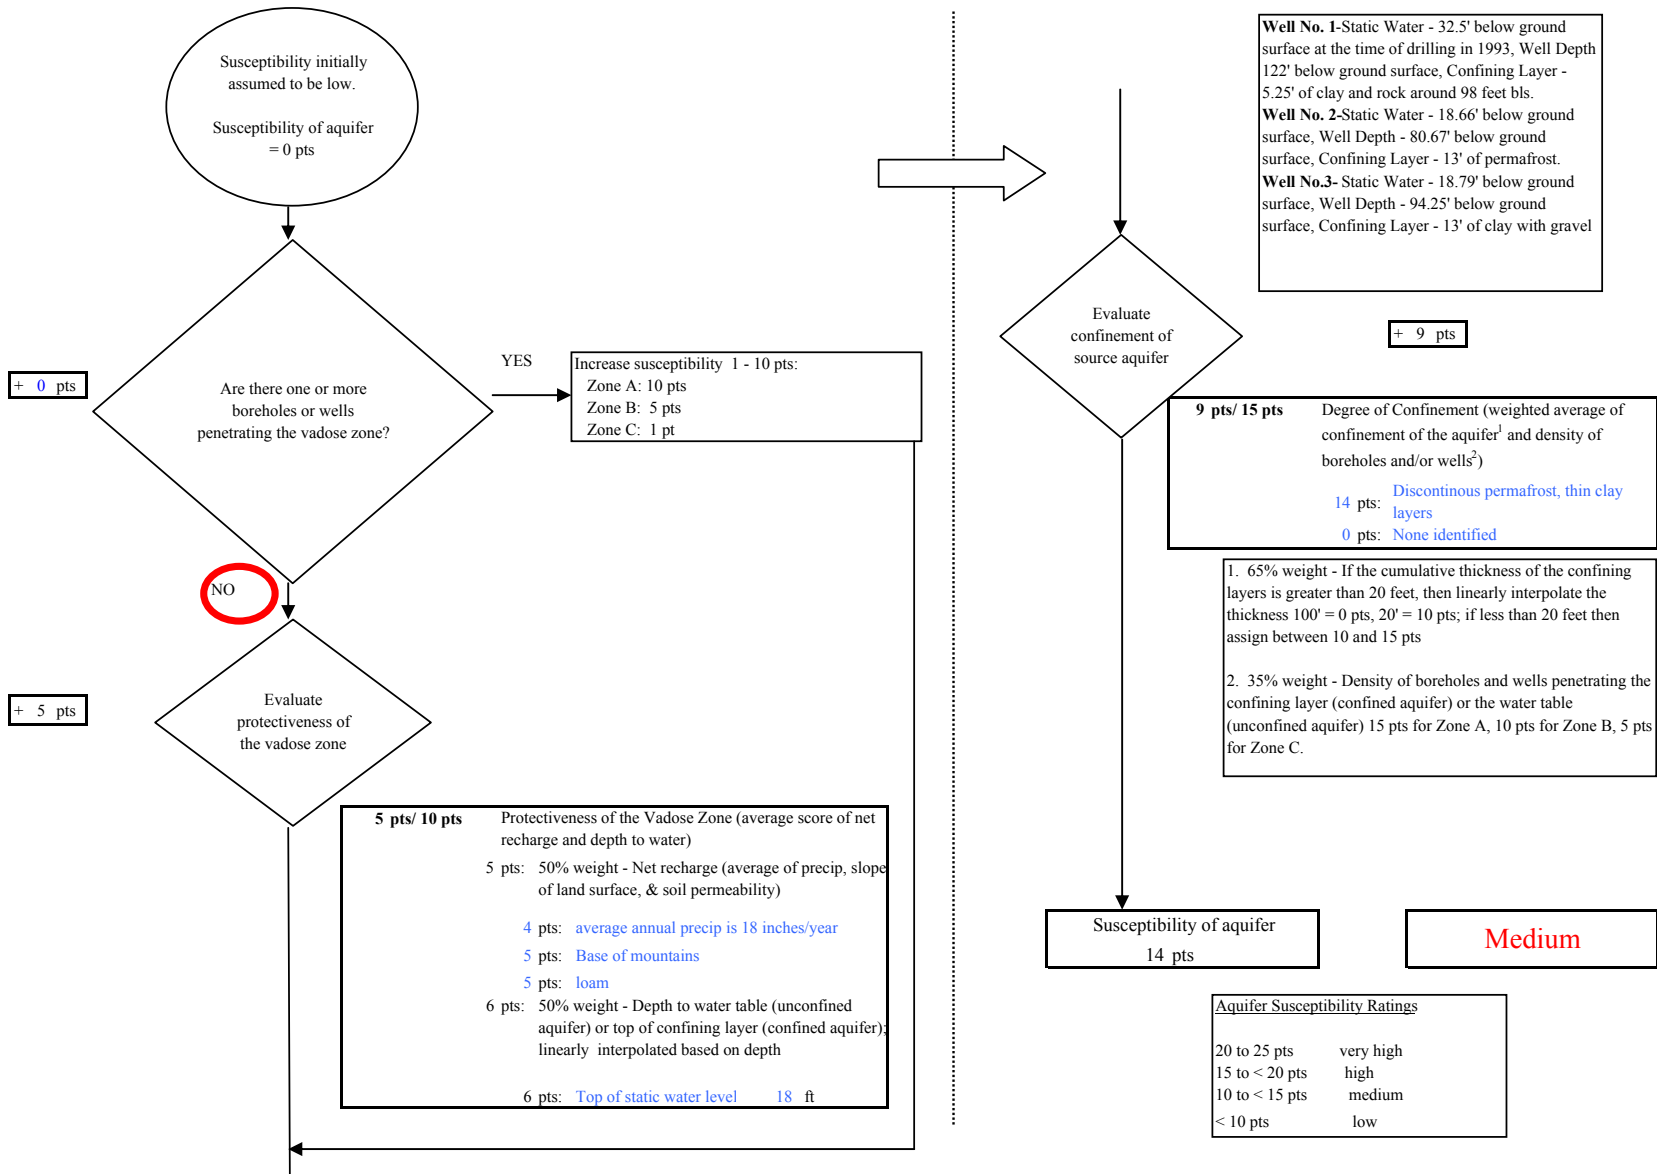 Susceptibility initially
assumed to be low.
Susceptibility of aquifer
= 0 pts
+ 0 pts
Are there one or more
boreholes or wells
penetrating the vadose zone?
YES
Increase susceptibility 1 - 10 pts:
Zone A: 10 pts
Zone B: 5 pts
Zone C: 1 pt
NO
+ 5 pts
Evaluate
protectiveness of
the vadose zone
5 pts/ 10 pts Protectiveness of the Vadose Zone (average score of net
recharge and depth to water)
5 pts: 50% weight - Net recharge (average of precip, slope
of land surface, & soil permeability)
4 pts: average annual precip is 18 inches/year
5 pts: Base of mountains
5 pts: loam
6 pts: 50% weight - Depth to water table (unconfined
aquifer) or top of confining layer (confined aquifer);
linearly interpolated based on depth
6 pts: Top of static water level 18 ft
Well No. 1-Static Water - 32.5' below ground
surface at the time of drilling in 1993, Well Depth
122' below ground surface, Confining Layer -
5.25' of clay and rock around 98 feet bls.
Well No. 2-Static Water - 18.66' below ground
surface, Well Depth - 80.67' below ground
surface, Confining Layer - 13' of permafrost.
Well No.3- Static Water - 18.79' below ground
surface, Well Depth - 94.25' below ground
surface, Confining Layer - 13' of clay with gravel
Evaluate
confinement of
source aquifer
+ 9 pts
9 pts/ 15 pts Degree of Confinement (weighted average of
confinement of the aquifer1 and density of
boreholes and/or wells2)
14 pts: Discontinous permafrost, thin clay
layers
0 pts: None identified
1. 65% weight - If the cumulative thickness of the confining
layers is greater than 20 feet, then linearly interpolate the
thickness 100' = 0 pts, 20' = 10 pts; if less than 20 feet then
assign between 10 and 15 pts
2. 35% weight - Density of boreholes and wells penetrating the
confining layer (confined aquifer) or the water table
(unconfined aquifer) 15 pts for Zone A, 10 pts for Zone B, 5 pts
for Zone C.
Susceptibility of aquifer
14 pts
Medium
Aquifer Susceptibility Ratings
20 to 25 pts very high
15 to < 20 pts high
10 to < 15 pts medium
< 10 pts low